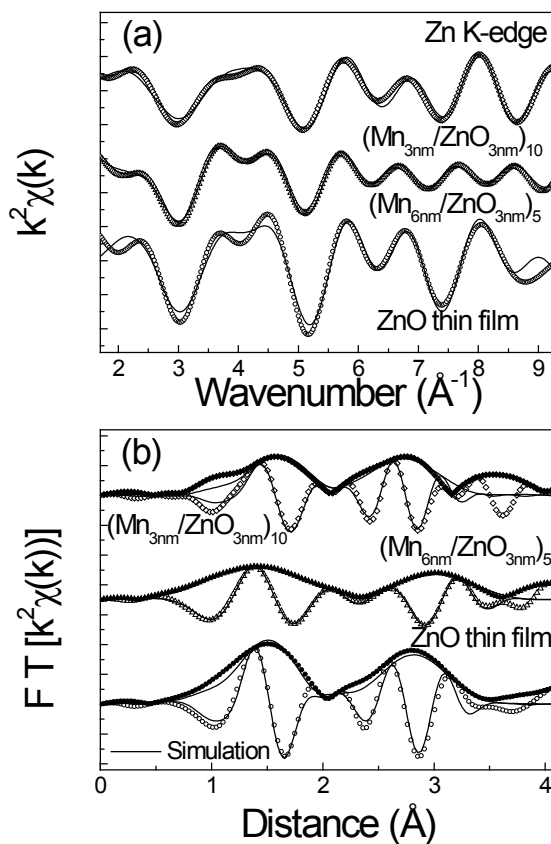 (a)
Zn K-edge
(Mn3nm/ZnO3nm)10
(Mn6nm/ZnO3nm)5
ZnO thin film
k²χ(k)
2 3 4 5 6 7 8 9
Wavenumber (Å⁻¹)
(b)
(Mn3nm/ZnO3nm)10
(Mn6nm/ZnO3nm)5
ZnO thin film
Simulation
F T [k²χ(k))]
0 1 2 3 4
Distance (Å)